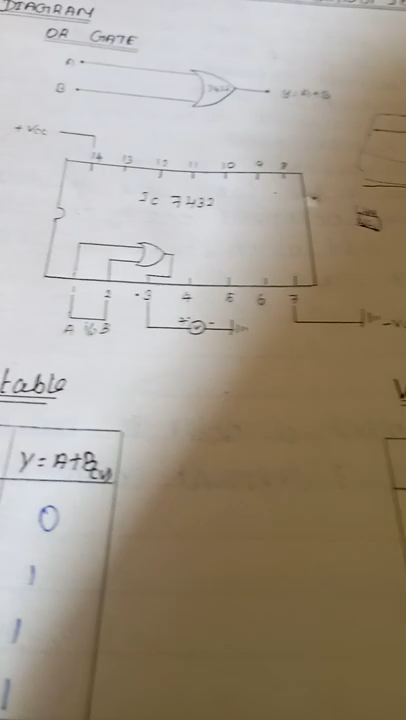 DIAGRAM
OR GATE
A
B
Y=A+B
+Vcc
14 13 12 11 10 9 8
Ic 7432
1 2 3 4 5 6 7
A B
+ -
table
Y = A+B
0
1
1
1